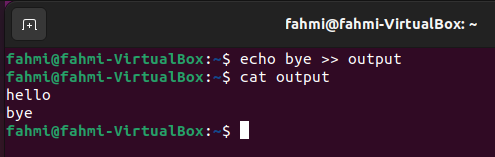 fahmi@fahmi-VirtualBox: ~
fahmi@fahmi-VirtualBox:~$ echo bye >> output
fahmi@fahmi-VirtualBox:~$ cat output
hello
bye
fahmi@fahmi-VirtualBox:~$